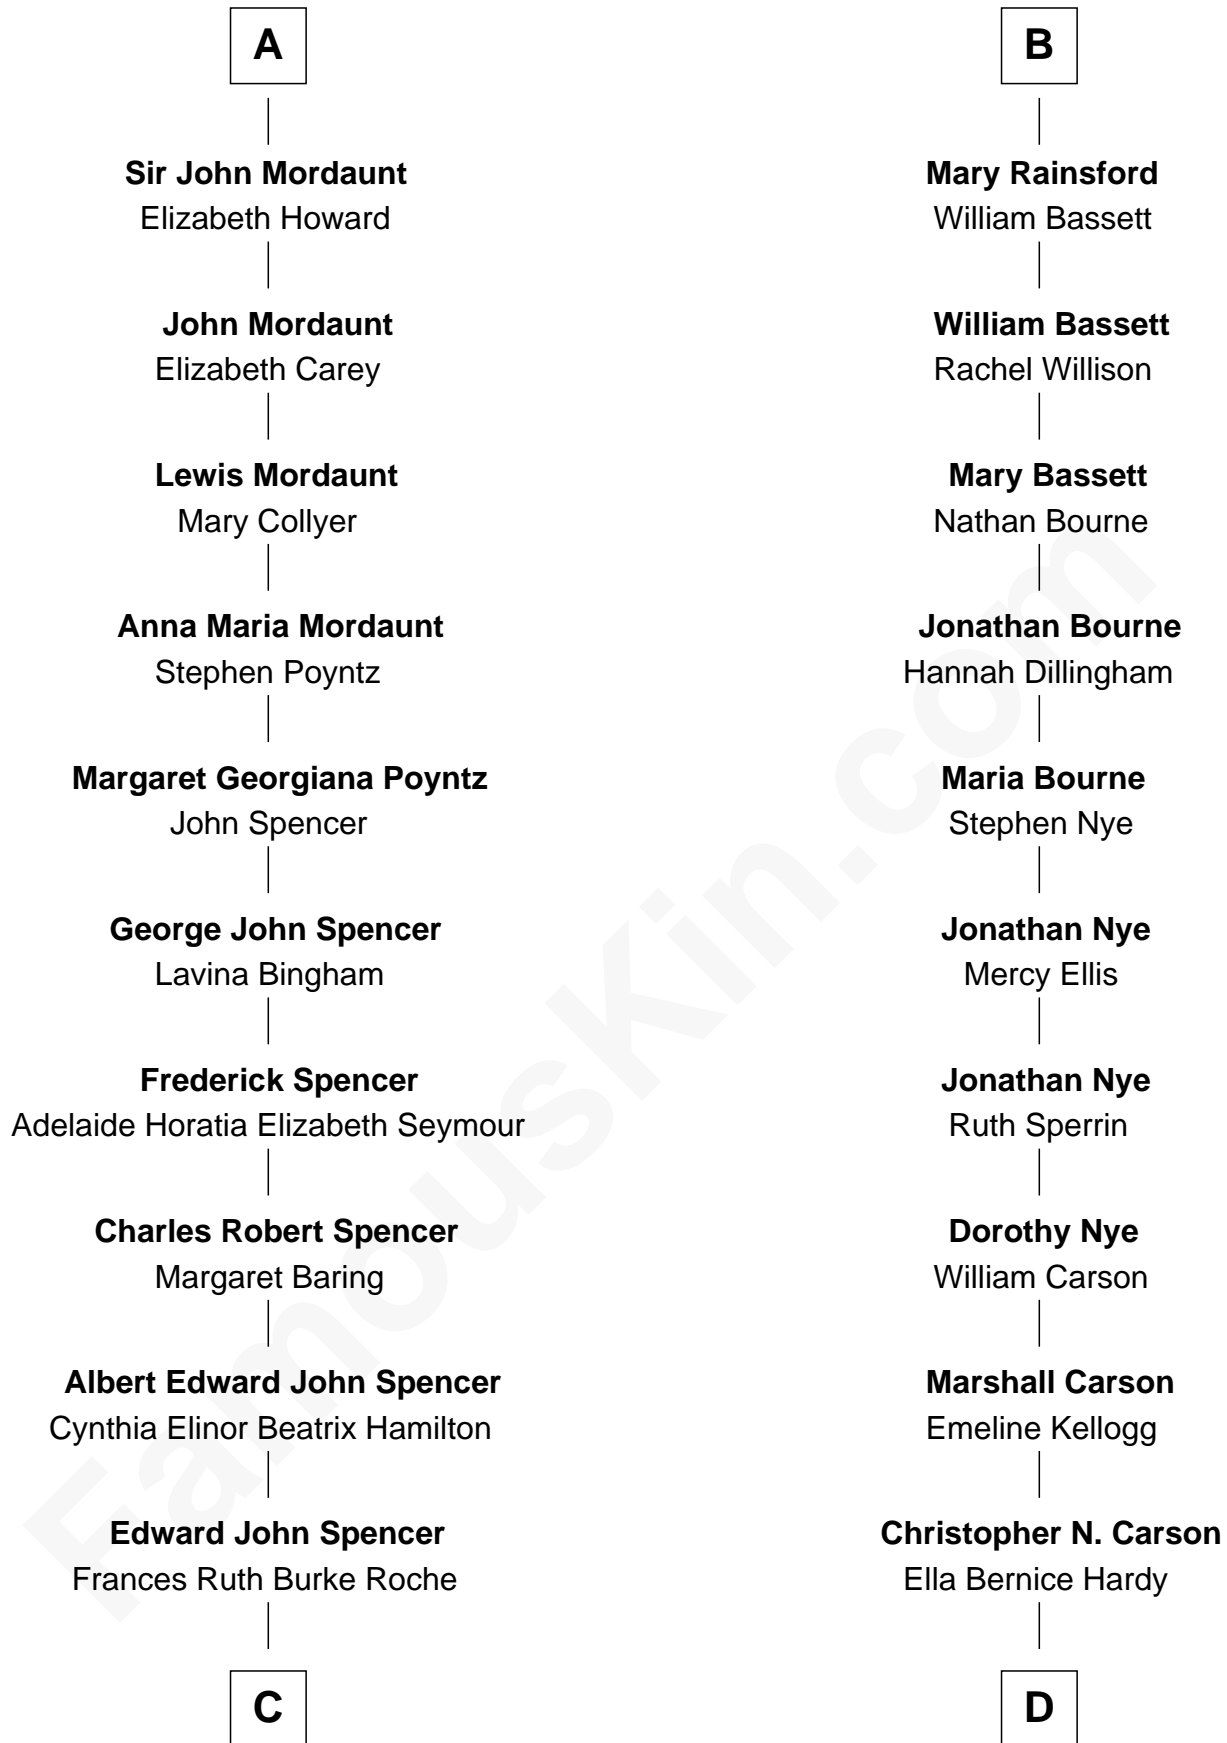 A
Sir John Mordaunt
Elizabeth Howard
John Mordaunt
Elizabeth Carey
Lewis Mordaunt
Mary Collyer
Anna Maria Mordaunt
Stephen Poyntz
Margaret Georgiana Poyntz
John Spencer
George John Spencer
Lavina Bingham
Frederick Spencer
Adelaide Horatia Elizabeth Seymour
Charles Robert Spencer
Margaret Baring
Albert Edward John Spencer
Cynthia Elinor Beatrix Hamilton
Edward John Spencer
Frances Ruth Burke Roche
C
B
Mary Rainsford
William Bassett
William Bassett
Rachel Willison
Mary Bassett
Nathan Bourne
Jonathan Bourne
Hannah Dillingham
Maria Bourne
Stephen Nye
Jonathan Nye
Mercy Ellis
Jonathan Nye
Ruth Sperrin
Dorothy Nye
William Carson
Marshall Carson
Emeline Kellogg
Christopher N. Carson
Ella Bernice Hardy
D
FamousKin.com